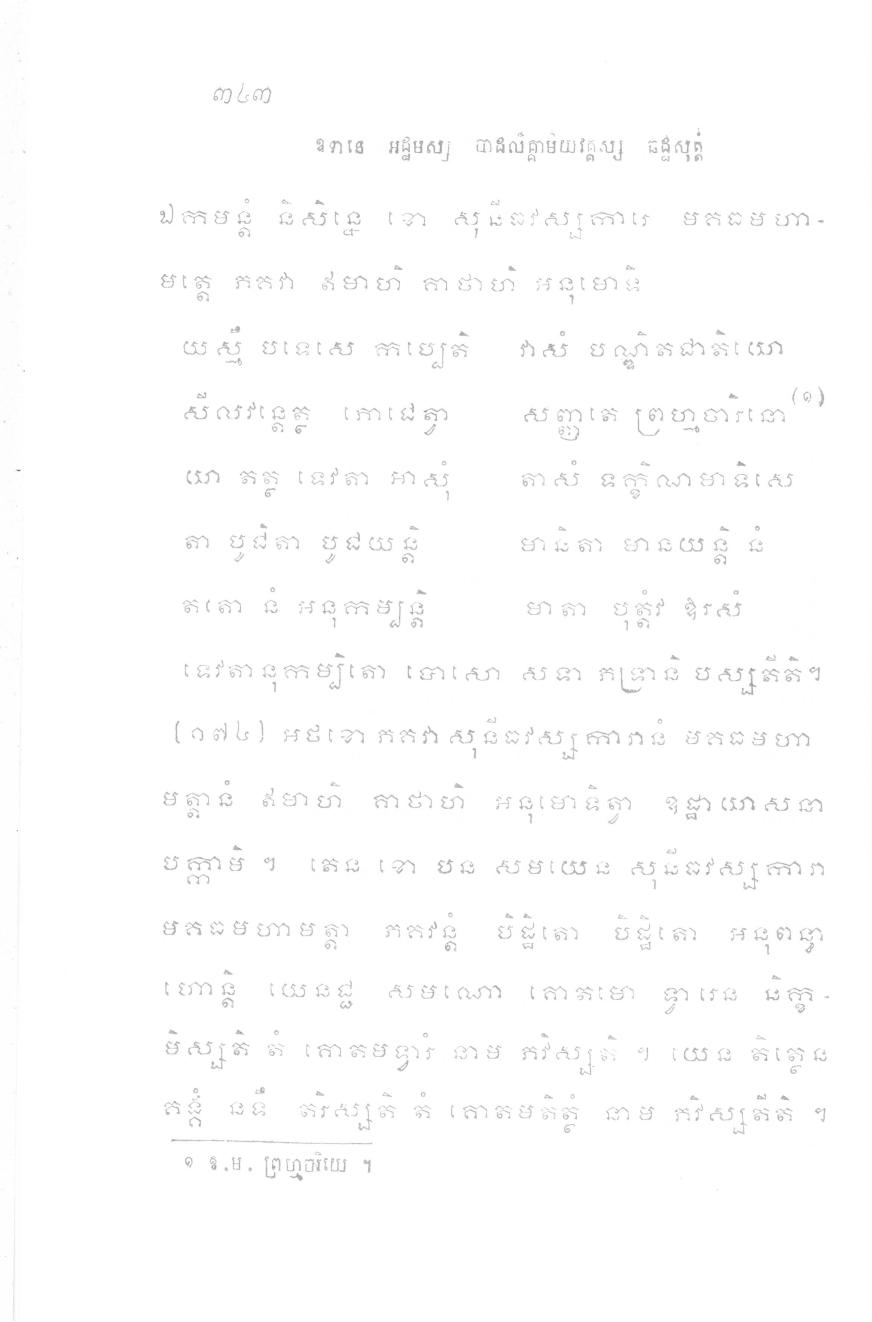 ៣៤៣
ឧទានេ អដ្ឋមស្ស បាដលិគ្គាមិយវគ្គស្ស ឆដ្ឋសុត្តំ
ឯកមន្តំ និសិន្នេ ខោ សុនីធវស្សការេ មគធមហា-
មត្តេ ភគវា ឥមាហិ គាថាហិ អនុមោទិ
យស្មឹ បទេសេ កប្បេតិ វាសំ បណ្ឌិតជាតិយោ
សីលវន្តេត្ថ ភោជេត្វា សញ្ញតេ ព្រហ្មចារិនោ (១)
យា តត្ថ ទេវតា អាសុំ តាសំ ទក្ខិណមាទិសេ
តា បូជិតា បូជយន្តិ មានិតា មានយន្តិ នំ
តតោ នំ អនុកម្បន្តិ មាតា បុត្តំវ ឱរសំ
ទេវតានុកម្បិតោ បោសោ សទា ភទ្រានិ បស្សតីតិ។
(១៧៤) អថខោ ភគវា សុនីធវស្សការានំ មគធមហា
មត្តានំ ឥមាហិ គាថាហិ អនុមោទិត្វា ឧដ្ឋាយាសនា
បក្កាមិ ។ តេន ខោ បន សមយេន សុនីធវស្សការា
មគធមហាមត្តា ភគវន្តំ បិដ្ឋិតោ បិដ្ឋិតោ អនុពន្ធា
ហោន្តិ យេនជ្ជ សមណោ គោតមោ ទ្វារេន និក្ខ-
មិស្សតិ តំ គោតមទ្វារំ នាម ភវិស្សតិ ។ យេន តិត្ថេន
គង្គំ នទឹ តរិស្សតិ តំ គោតមតិត្ថំ នាម ភវិស្សតីតិ ។
១ ឱ.ម. ព្រហ្មចរិយេ ។